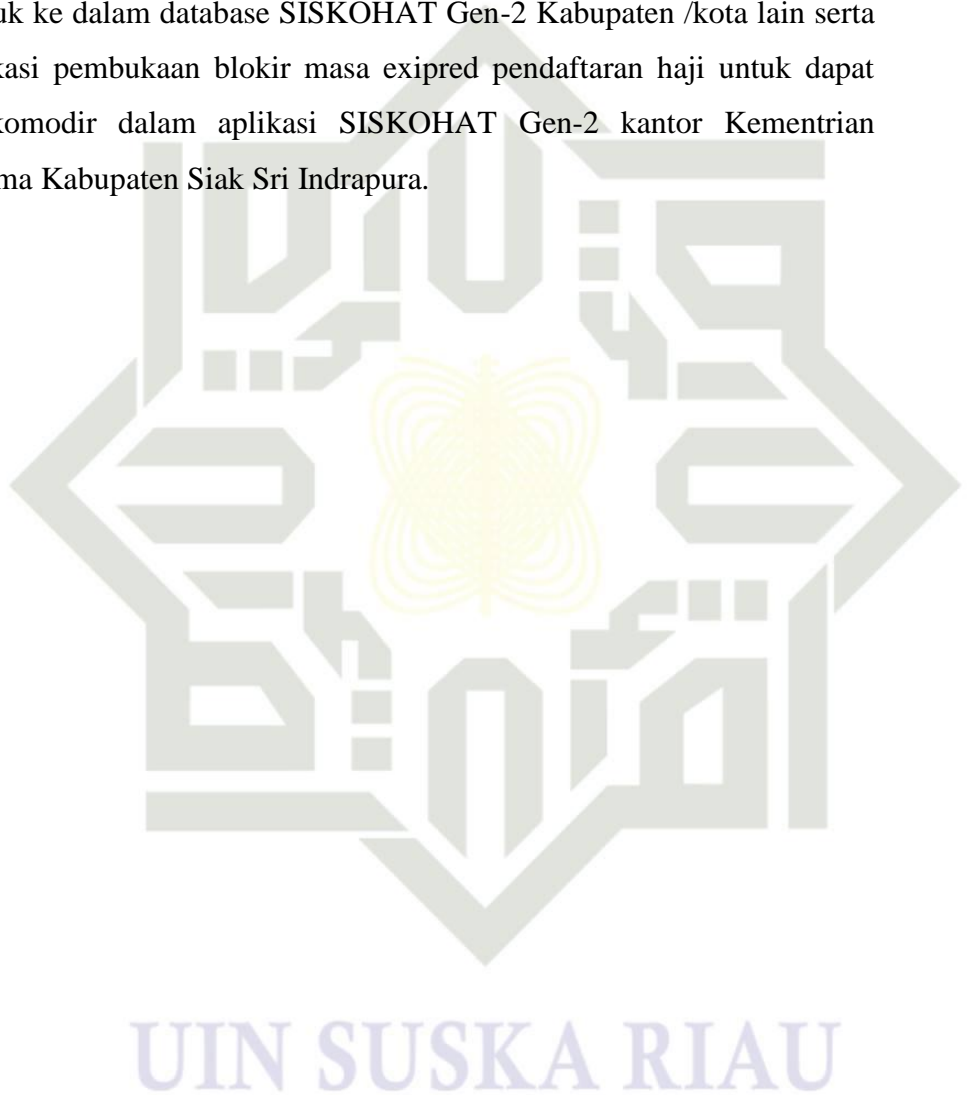 uk ke dalam database SISKOHAT Gen-2 Kabupaten /kota lain serta
kasi pembukaan blokir masa exipred pendaftaran haji untuk dapat
komodir dalam aplikasi SISKOHAT Gen-2 kantor Kementrian
ma Kabupaten Siak Sri Indrapura.
UIN SUSKA RIAU